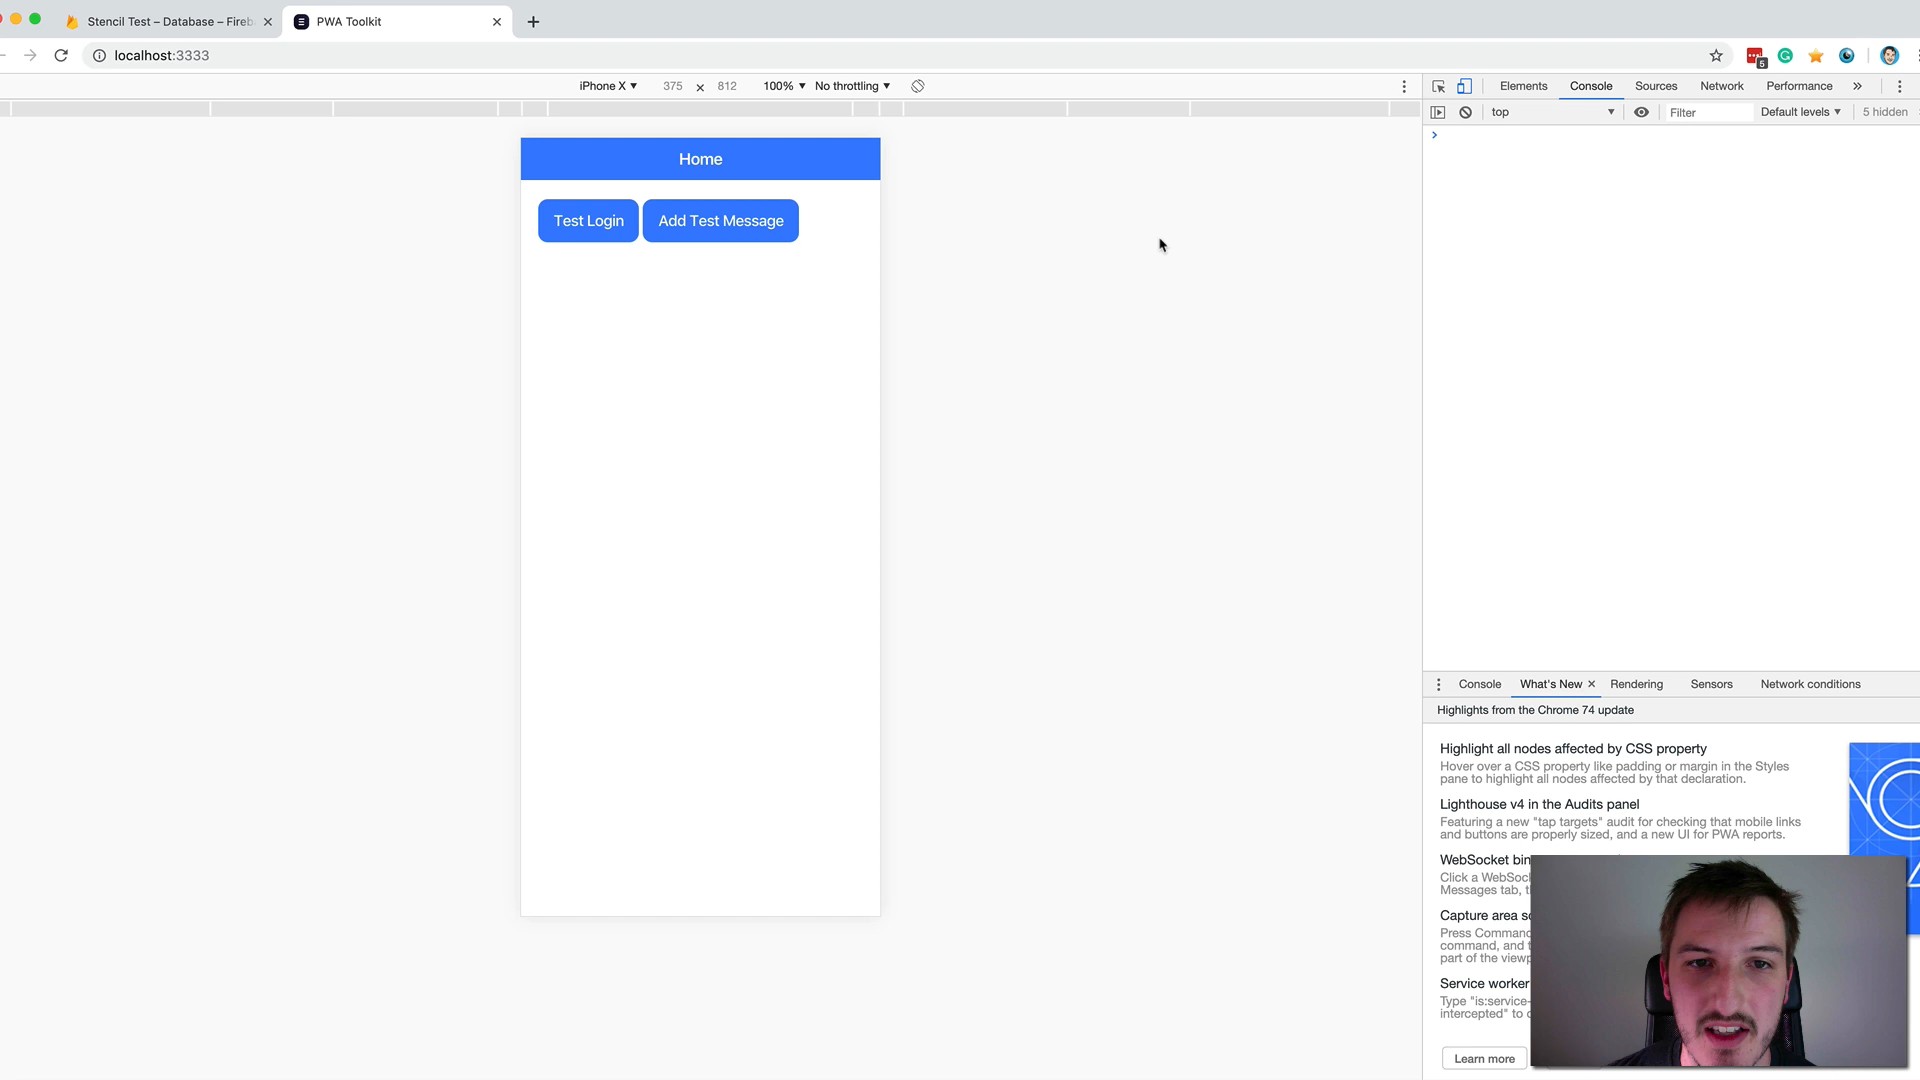 Stencil Test – Database – Fireb
PWA Toolkit
localhost:3333
5
iPhone X
375
812
100%
No throttling
Elements
Console
Sources
Network
Performance
top
Filter
Default levels
5 hidden
Home
Test Login
Add Test Message
Console
What's New
Rendering
Sensors
Network conditions
Highlights from the Chrome 74 update
Highlight all nodes affected by CSS property
Hover over a CSS property like padding or margin in the Styles
pane to highlight all nodes affected by that declaration.
Lighthouse v4 in the Audits panel
Featuring a new "tap targets" audit for checking that mobile links
and buttons are properly sized, and a new UI for PWA reports.
WebSocket bin
Click a WebSock
Messages tab, t
Capture area sc
Press Command
command, and t
part of the viewp
Service worker
Type "is:service-
intercepted" to
Learn more